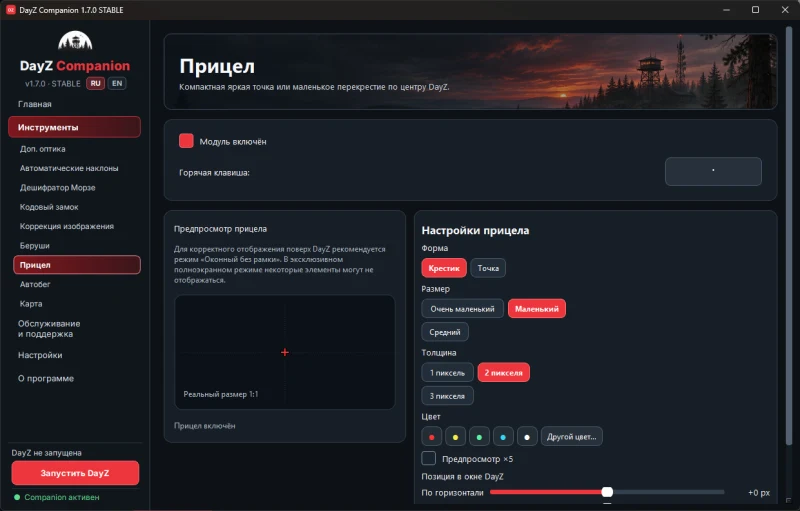 DayZ Companion 1.7.0 STABLE
DayZ Companion
v1.7.0 · STABLE RU EN
Главная
Инструменты
Доп. оптика
Автоматические наклоны
Дешифратор Морзе
Кодовый замок
Коррекция изображения
Беруши
Прицел
Автобег
Карта
Обслуживание
и поддержка
Настройки
О программе
DayZ не запущена
Запустить DayZ
Companion активен
Прицел
Компактная яркая точка или маленькое перекрестие по центру DayZ.
Модуль включён
Горячая клавиша:
Предпросмотр прицела
Для корректного отображения поверх DayZ рекомендуется
режим «Оконный без рамки». В эксклюзивном
полноэкранном режиме некоторые элементы могут не
отображаться.
Реальный размер 1:1
Прицел включён
Настройки прицела
Форма
Крестик Точка
Размер
Очень маленький Маленький
Средний
Толщина
1 пиксель 2 пикселя
3 пикселя
Цвет
Другой цвет...
Предпросмотр ×5
Позиция в окне DayZ
По горизонтали +0 px